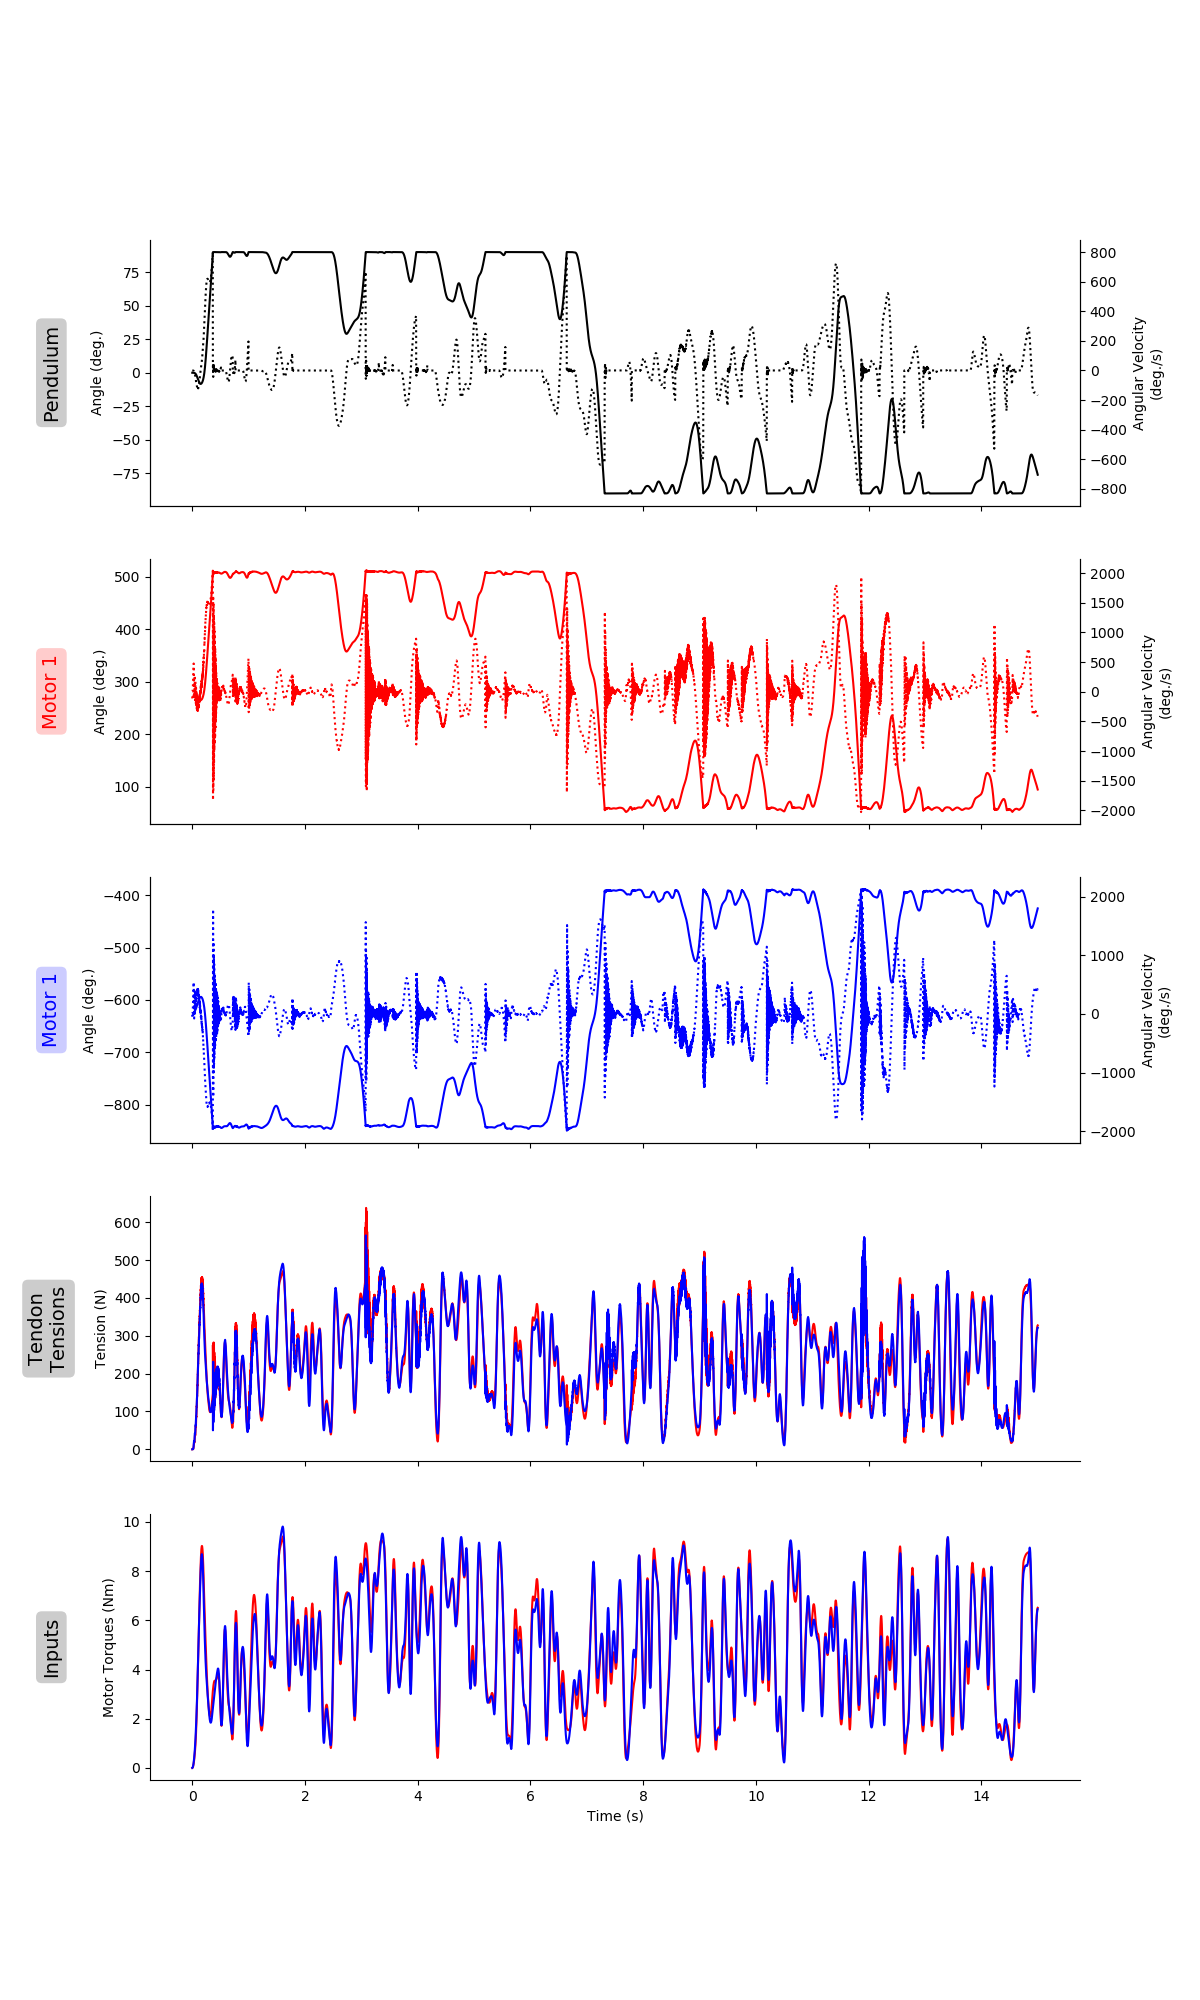 Pendulum
Angle (deg.)
75
50
25
0
−25
−50
−75
800
600
400
200
0
−200
−400
−600
−800
Angular Velocity
(deg./s)
Motor 1
Angle (deg.)
500
400
300
200
100
2000
1500
1000
500
0
−500
−1000
−1500
−2000
Angular Velocity
(deg./s)
Motor 1
Angle (deg.)
−400
−500
−600
−700
−800
2000
1000
0
−1000
−2000
Angular Velocity
(deg./s)
Tendon
Tensions
Tension (N)
600
500
400
300
200
100
0
Inputs
Motor Torques (Nm)
10
8
6
4
2
0
0 2 4 6 8 10 12 14
Time (s)